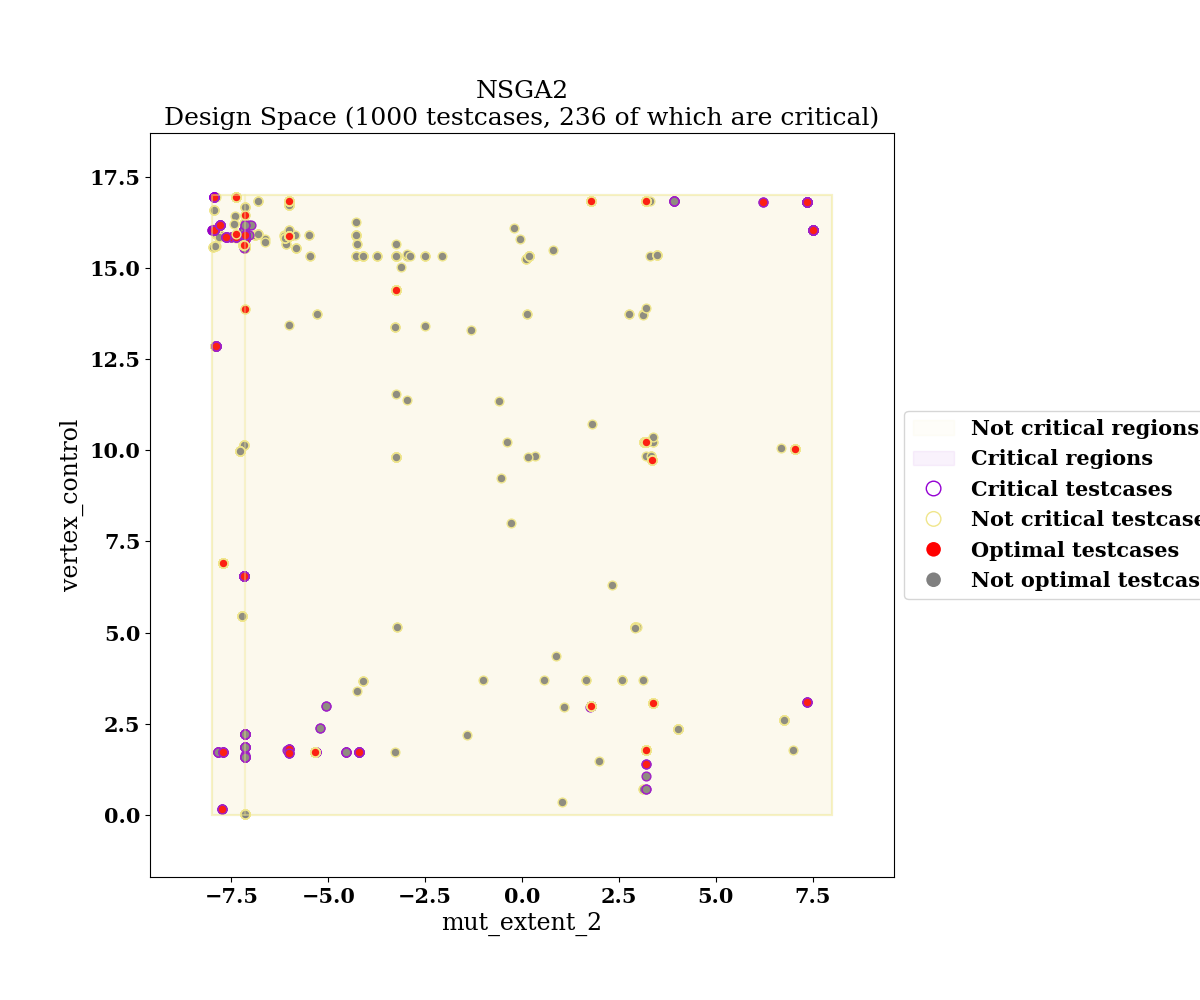 NSGA2
Design Space (1000 testcases, 236 of which are critical)
17.5
15.0
12.5
10.0
7.5
5.0
2.5
0.0
vertex_control
−7.5 −5.0 −2.5 0.0 2.5 5.0 7.5
mut_extent_2
Not critical regions
Critical regions
Critical testcases
Not critical testcase
Optimal testcases
Not optimal testcas